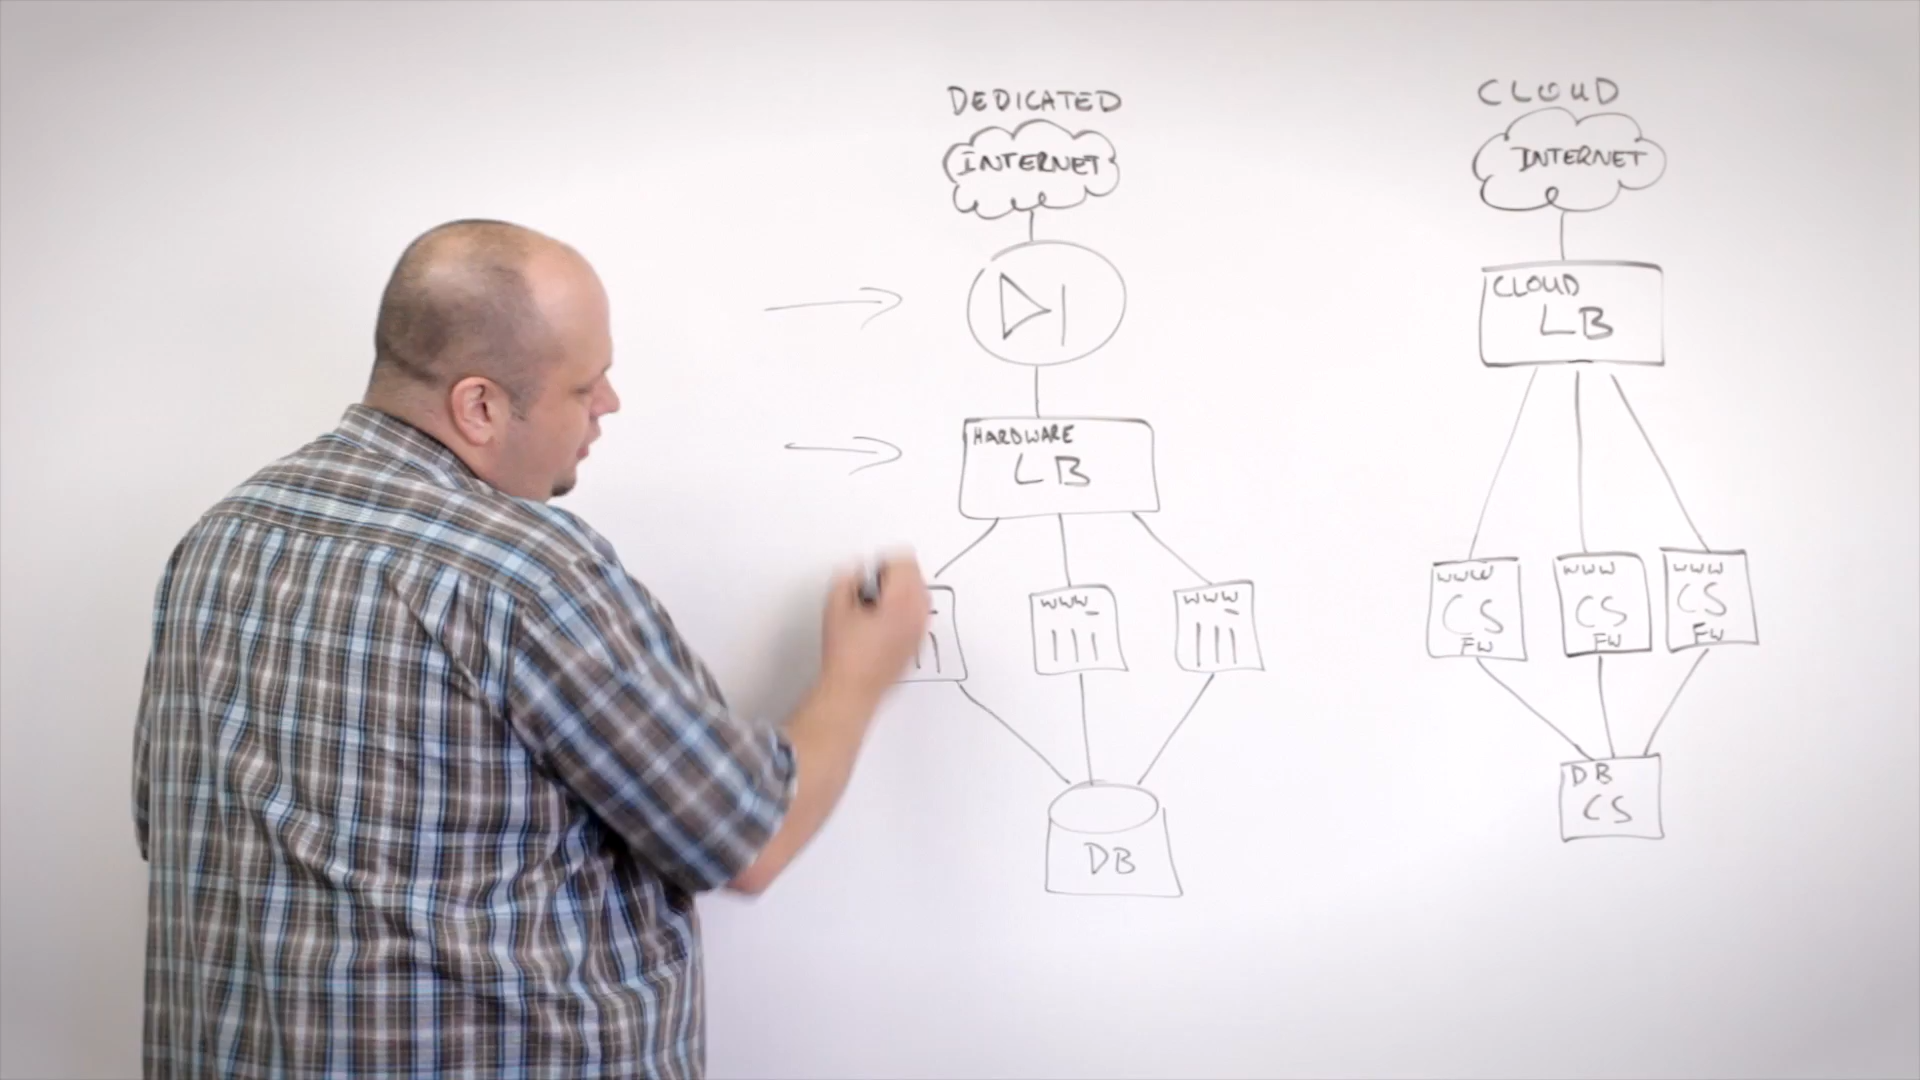 DEDICATED
INTERNET
HARDWARE
LB
WWW
WWW
DB
CLOUD
INTERNET
CLOUD
LB
WWW
CS
FW
WWW
CS
FW
WWW
CS
FW
DB
CS